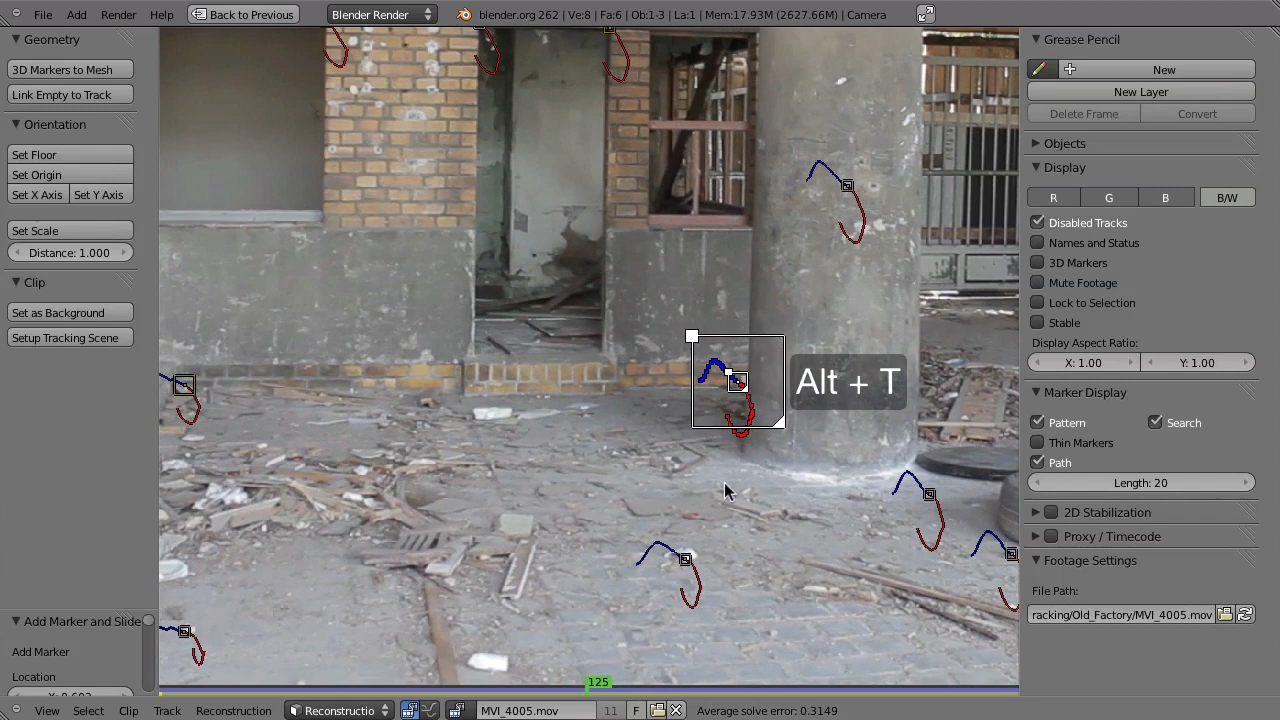 File Add Render Help Back to Previous Blender Render blender.org 262 | Ve:8 | Fa:6 | Ob:1-3 | La:1 | Mem:17.93M (2627.66M) | Camera
Geometry
3D Markers to Mesh
Link Empty to Track
Orientation
Set Floor
Set Origin
Set X Axis Set Y Axis
Set Scale
Distance: 1.000
Clip
Set as Background
Setup Tracking Scene
Add Marker and Slide
Add Marker
Location
X: 0.602
Alt + T
125
Grease Pencil
New
New Layer
Delete Frame Convert
Objects
Display
R G B B/W
Disabled Tracks
Names and Status
3D Markers
Mute Footage
Lock to Selection
Stable
Display Aspect Ratio:
X: 1.00 Y: 1.00
Marker Display
Pattern Search
Thin Markers
Path
Length: 20
2D Stabilization
Proxy / Timecode
Footage Settings
File Path:
racking/Old_Factory/MVI_4005.mov
View Select Clip Track Reconstruction Reconstructio MVI_4005.mov 11 F Average solve error: 0.3149